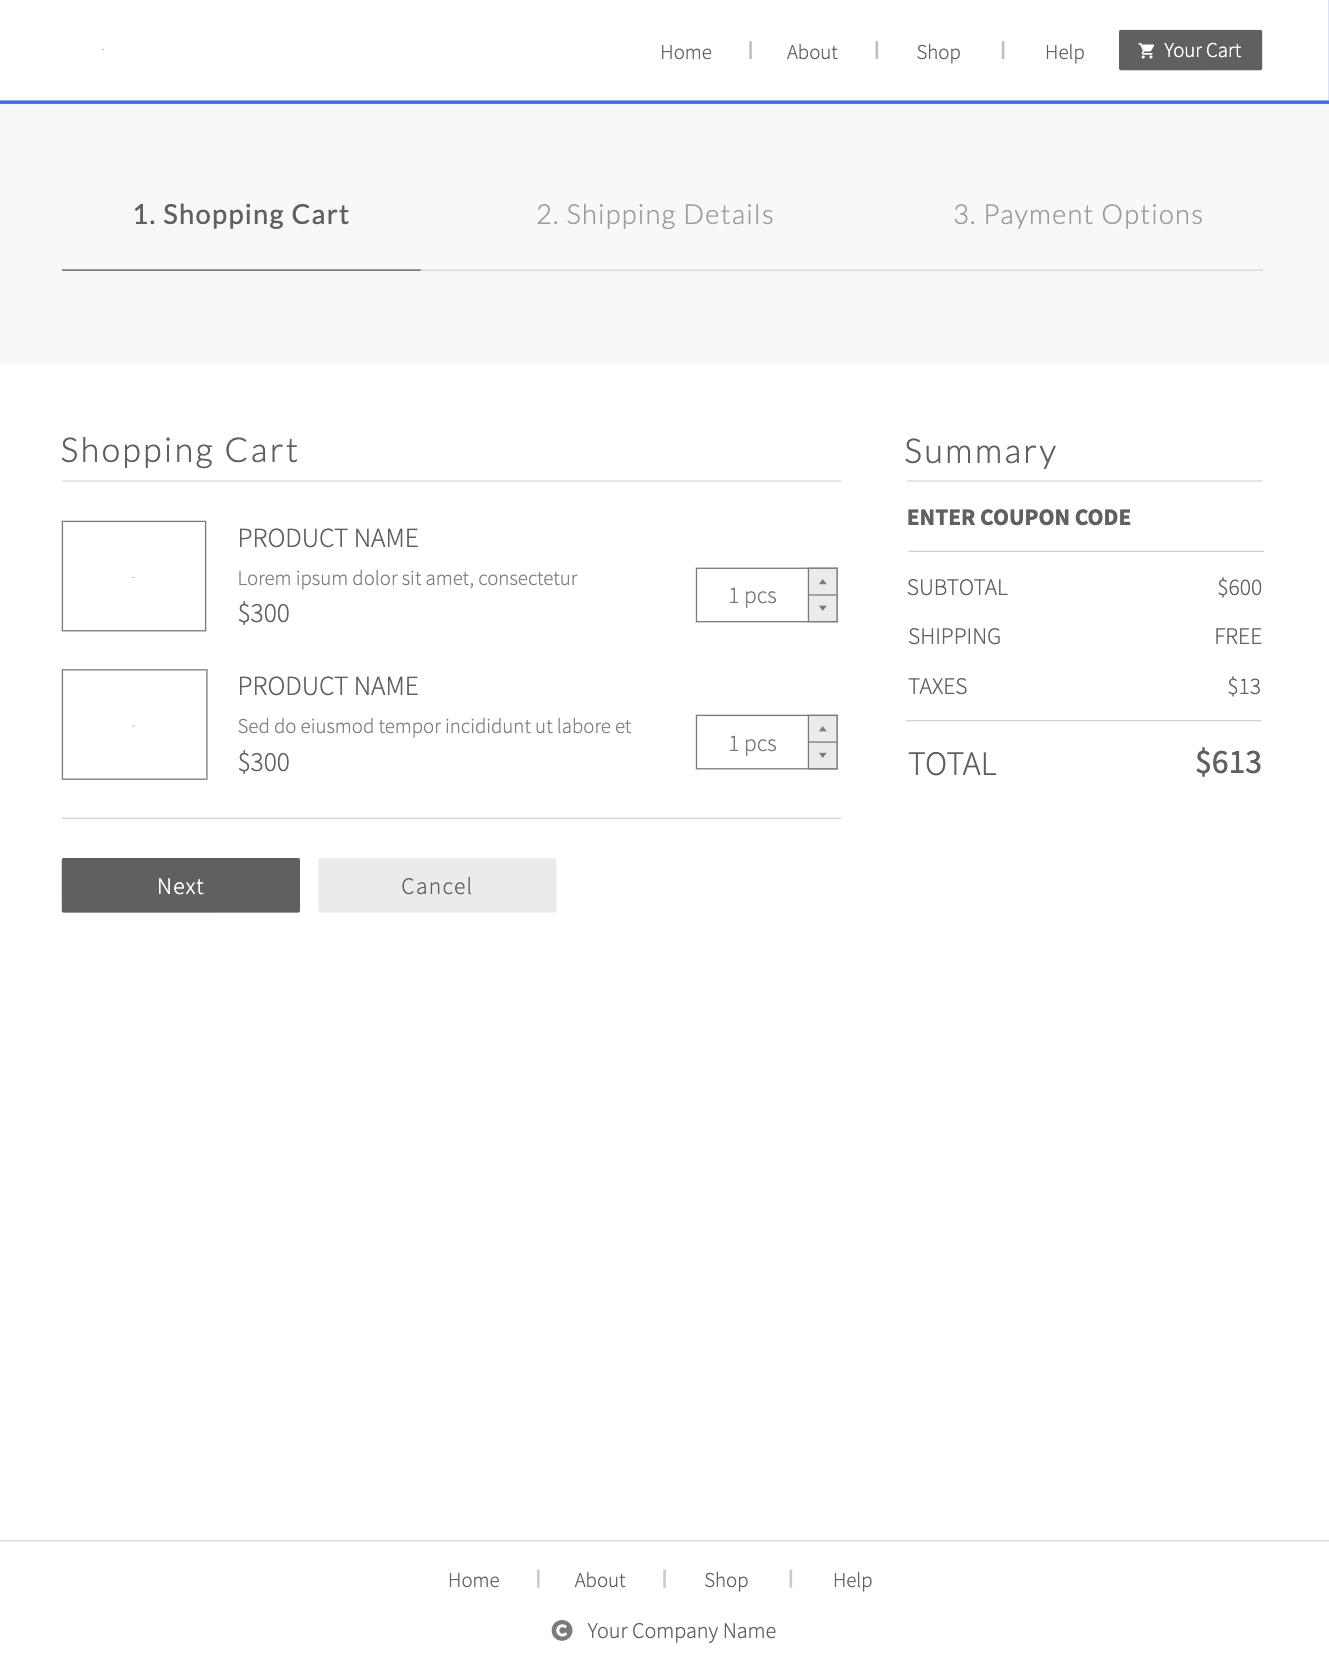 Home | About | Shop | Help Your Cart
1. Shopping Cart 2. Shipping Details 3. Payment Options
Shopping Cart
PRODUCT NAME
Lorem ipsum dolor sit amet, consectetur
$300
1 pcs
PRODUCT NAME
Sed do eiusmod tempor incididunt ut labore et
$300
1 pcs
Next Cancel
Summary
ENTER COUPON CODE
SUBTOTAL $600
SHIPPING FREE
TAXES $13
TOTAL $613
Home | About | Shop | Help
© Your Company Name